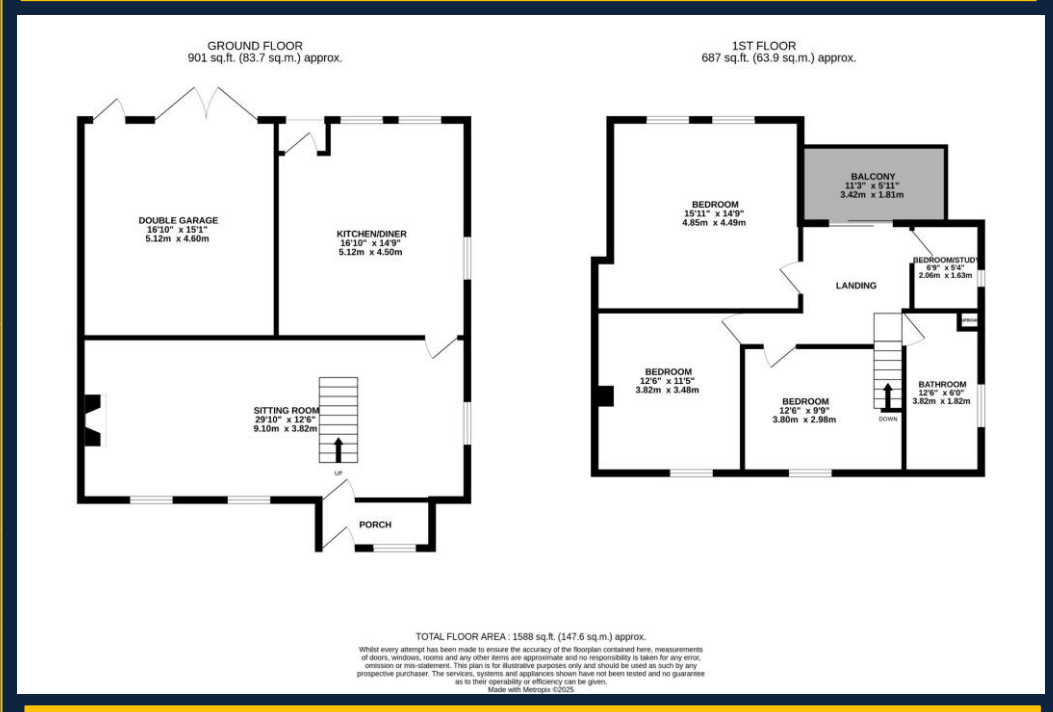 GROUND FLOOR
901 sq.ft. (83.7 sq.m.) approx.
DOUBLE GARAGE
16'10" x 15'1"
5.12m x 4.60m
KITCHEN/DINER
16'10" x 14'9"
5.12m x 4.50m
SITTING ROOM
29'10" x 12'6"
9.10m x 3.82m
UP
PORCH
1ST FLOOR
687 sq.ft. (63.9 sq.m.) approx.
BALCONY
11'3" x 5'11"
3.42m x 1.81m
BEDROOM
15'11" x 14'9"
4.85m x 4.49m
BEDROOM/STUDY
6'9" x 5'4"
2.06m x 1.63m
LANDING
BEDROOM
12'6" x 11'5"
3.82m x 3.48m
BEDROOM
12'6" x 9'9"
3.80m x 2.98m
DOWN
BATHROOM
12'6" x 6'0"
3.82m x 1.82m
TOTAL FLOOR AREA : 1588 sq.ft. (147.6 sq.m.) approx.
Whilst every attempt has been made to ensure the accuracy of the floorplan contained here, measurements
of doors, windows, rooms and any other items are approximate and no responsibility is taken for any error,
omission or mis-statement. This plan is for illustrative purposes only and should be used as such by any
prospective purchaser. The services, systems and appliances shown have not been tested and no guarantee
as to their operability or efficiency can be given.
Made with Metropix ©2025